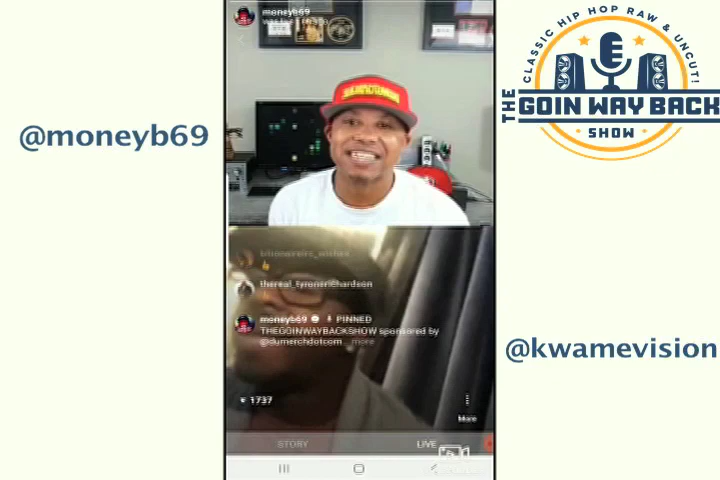 moneyb69
@moneyb69
CLASSIC HIP HOP RAW & UNCUT!
THE
GOIN WAY BACK
SHOW
thereal_tyronerichardson
moneyb69 PINNED
THEGOINWAYBACKSHOW sponsored by
@dumerchdotcom... more
@kwamevision
1737
More
STORY
LIVE